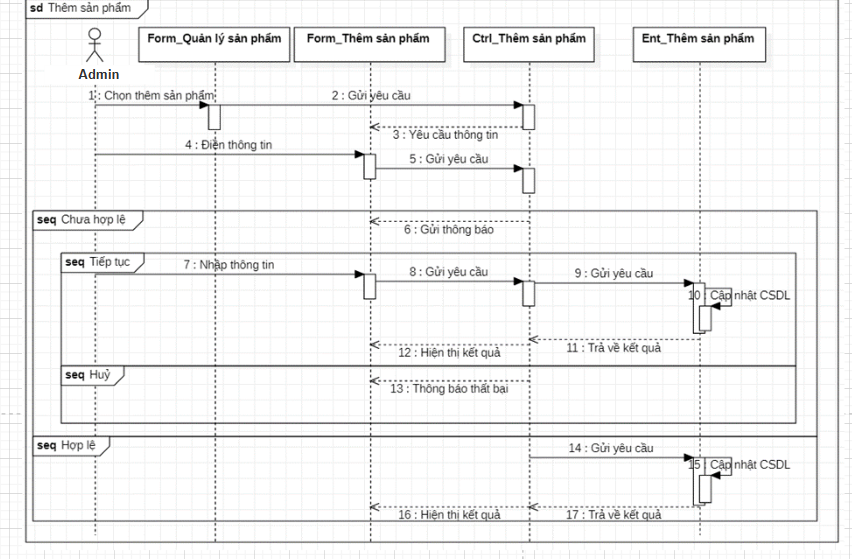 sd Thêm sản phẩm
Form_Quản lý sản phẩm
Form_Thêm sản phẩm
Ctrl_Thêm sản phẩm
Ent_Thêm sản phẩm
Admin
1 : Chọn thêm sản phẩm
2 : Gửi yêu cầu
3 : Yêu cầu thông tin
4 : Điền thông tin
5 : Gửi yêu cầu
seq Chưa hợp lệ
6 : Gửi thông báo
seq Tiếp tục
7 : Nhập thông tin
8 : Gửi yêu cầu
9 : Gửi yêu cầu
10 : Cập nhật CSDL
11 : Trả về kết quả
12 : Hiện thị kết quả
seq Huỷ
13 : Thông báo thất bại
seq Hợp lệ
14 : Gửi yêu cầu
15 : Cập nhật CSDL
16 : Hiện thị kết quả
17 : Trả về kết quả